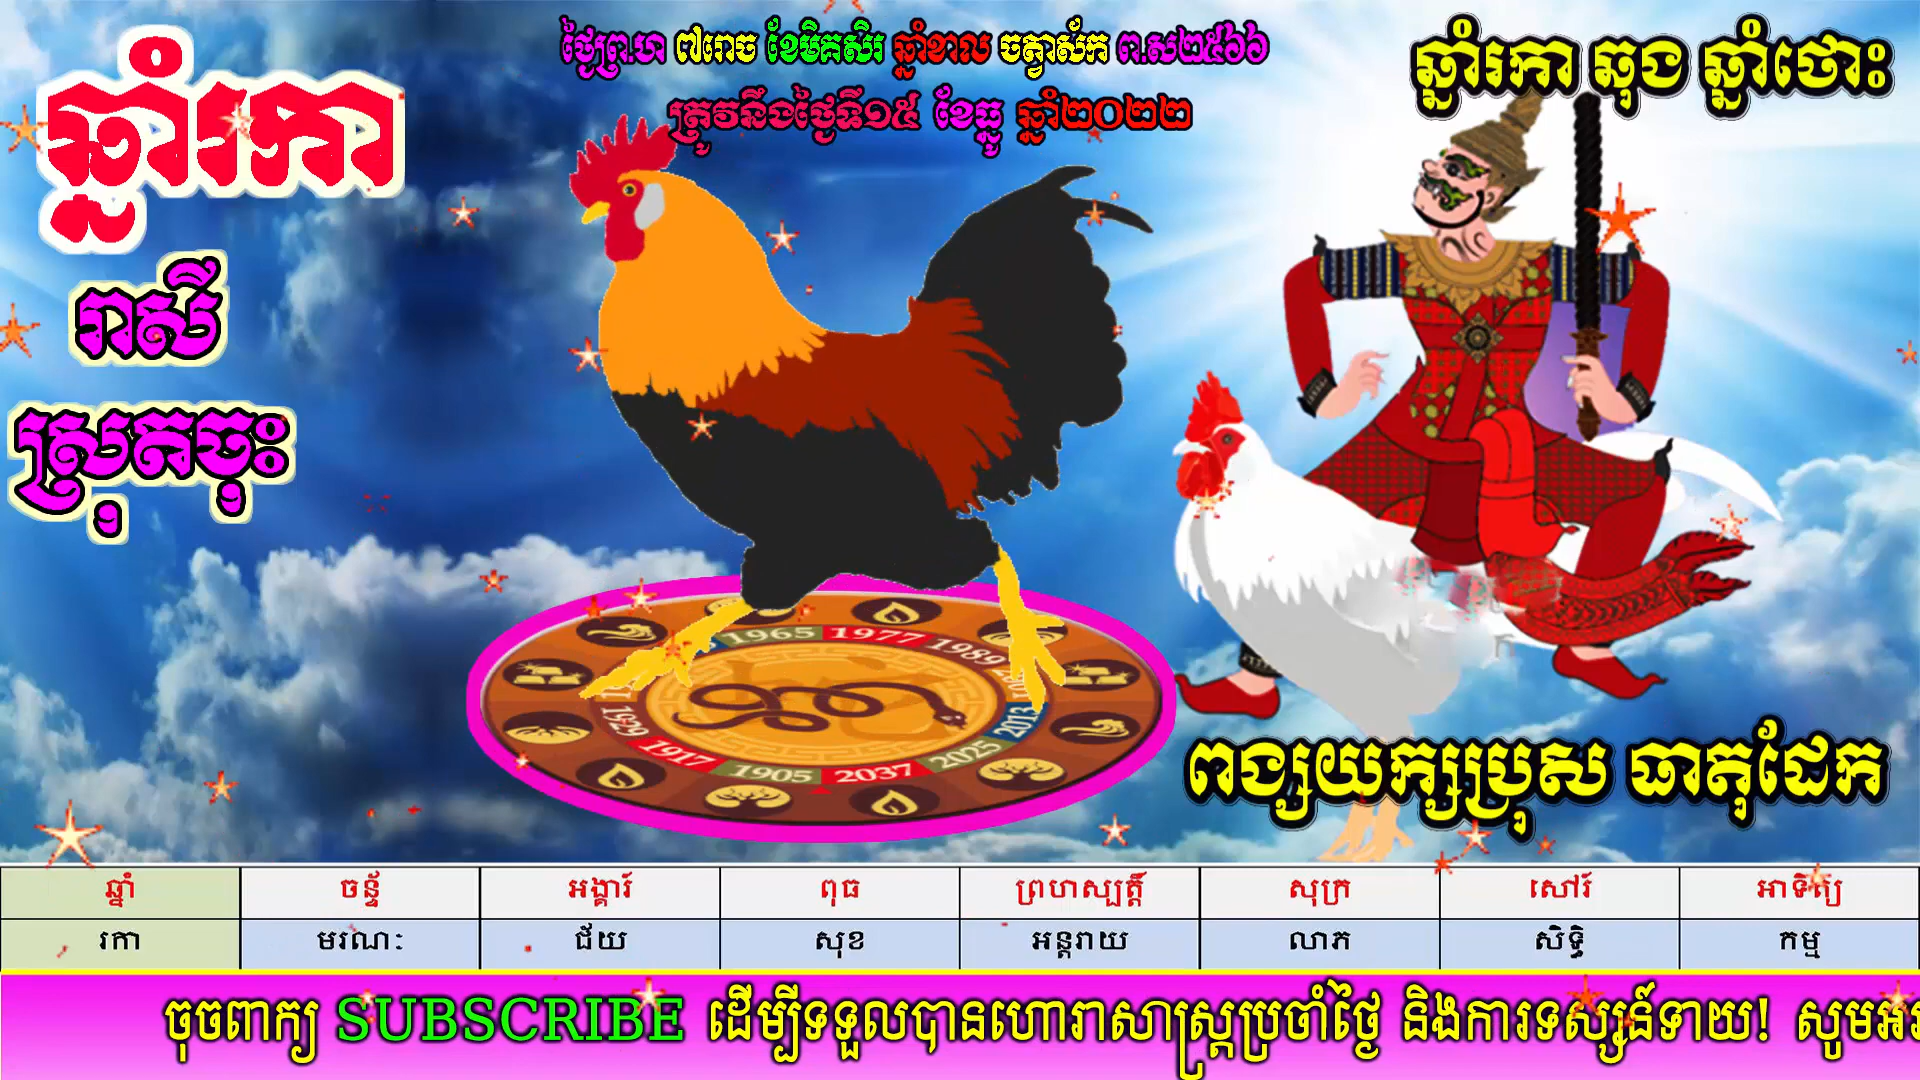 ថ្ងៃព្រ.ហ ៧រោច ខែមិគសិរ ឆ្នាំខាល ចត្វាស័ក ព.ស២៥៦៦
ត្រូវនឹងថ្ងៃទី១៥ ខែធ្នូ ឆ្នាំ២០២២
ឆ្នាំរកា ឆុង ឆ្នាំថោះ
ឆ្នាំរកា
រាសី
ស្រុតចុះ
1965 1977 1989
2013
1929 1917 1905 2037 2025
ពង្សយក្សប្រុស ធាតុដែក
ឆ្នាំ ចន្ទ័ អង្គារ៍ ពុធ ព្រហស្បត្តិ៍ សុក្រ សៅរ៍ អាទិត្យ
រកា មរណៈ ជ័យ សុខ អន្តរាយ លាភ សិទ្ធិ កម្ម
ចុចពាក្យ SUBSCRIBE ដើម្បីទទួលបានហោរាសាស្ត្រប្រចាំថ្ងៃ និងការទស្សន៍ទាយ! សូមអរ